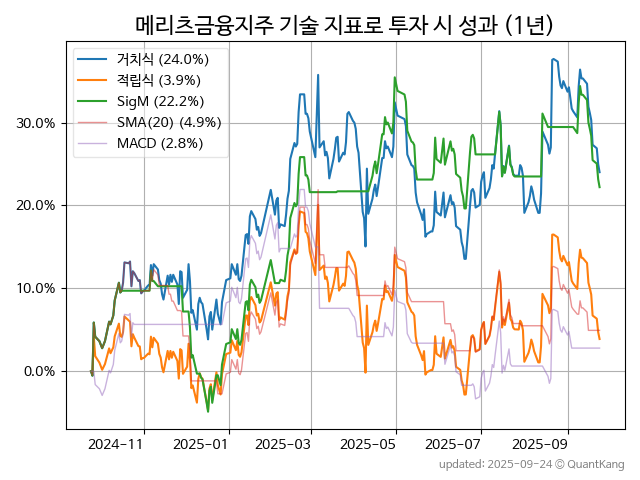 메리츠금융지주 기술 지표로 투자 시 성과 (1년)
거치식 (24.0%)
적립식 (3.9%)
SigM (22.2%)
SMA(20) (4.9%)
MACD (2.8%)
30.0%
20.0%
10.0%
0.0%
2024-11
2025-01
2025-03
2025-05
2025-07
2025-09
updated: 2025-09-24 ⓒ QuantKang